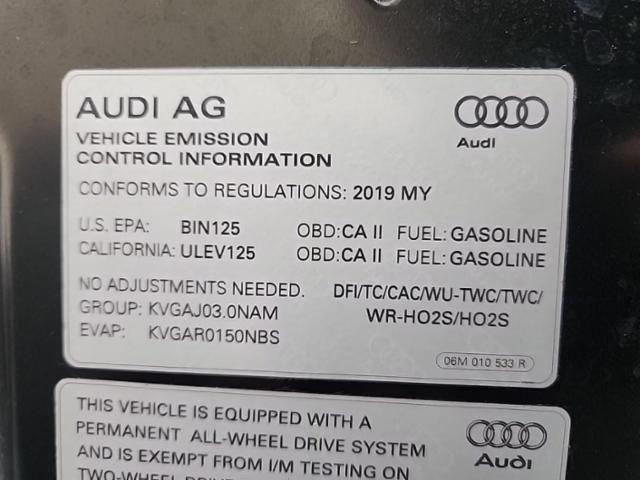 AUDI AG
Audi
VEHICLE EMISSION
CONTROL INFORMATION
CONFORMS TO REGULATIONS: 2019 MY
U.S. EPA: BIN125 OBD:CA II FUEL: GASOLINE
CALIFORNIA: ULEV125 OBD:CA II FUEL: GASOLINE
NO ADJUSTMENTS NEEDED. DFI/TC/CAC/WU-TWC/TWC/
GROUP: KVGAJ03.0NAM WR-HO2S/HO2S
EVAP: KVGAR0150NBS
06M 010 533 R
THIS VEHICLE IS EQUIPPED WITH A
PERMANENT ALL-WHEEL DRIVE SYSTEM
AND IS EXEMPT FROM I/M TESTING ON
Audi
TWO-WHEEL